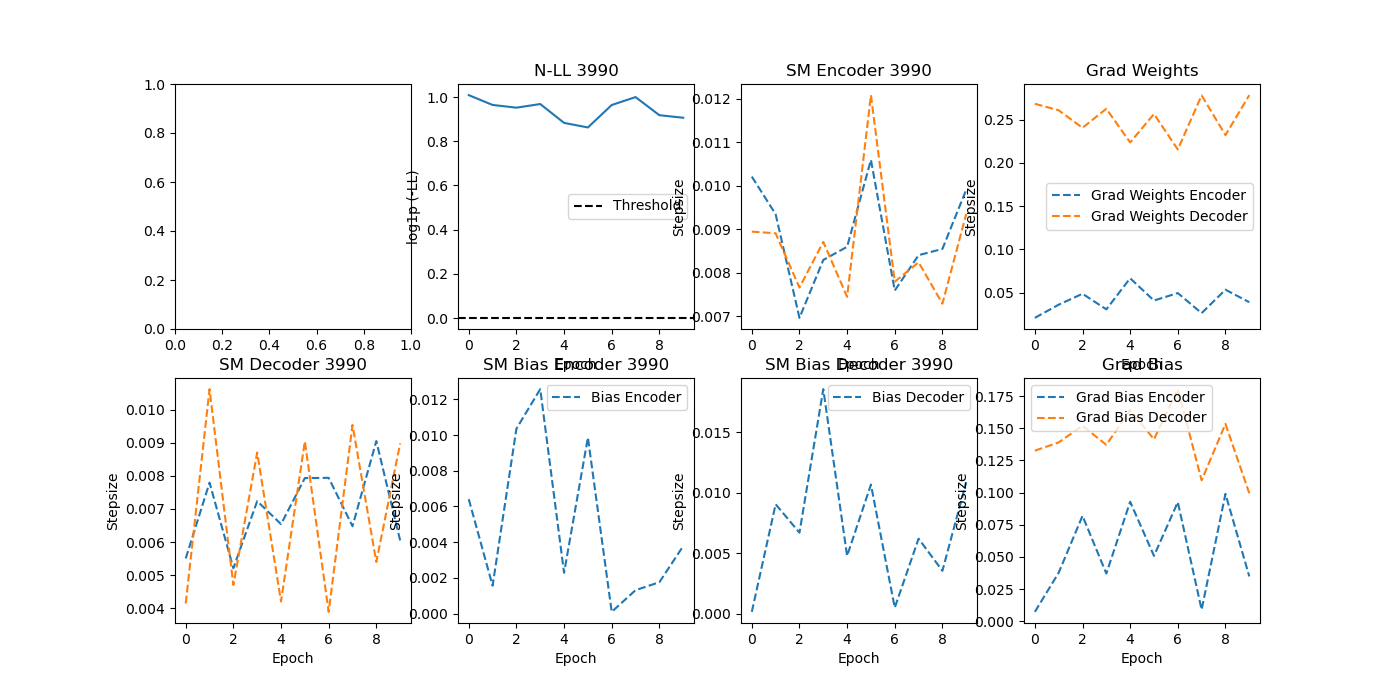 N-LL 3990
SM Encoder 3990
Grad Weights
1.0
0.8
0.6
0.4
0.2
0.0
0.0 0.2 0.4 0.6 0.8 1.0
log1p (-LL)
1.0
0.8
0.6
0.4
0.2
0.0
Threshold
0 2 4 6 8
Epoch
Stepsize
0.012
0.011
0.010
0.009
0.008
0.007
0 2 4 6 8
Epoch
Stepsize
0.25
0.20
0.15
0.10
0.05
Grad Weights Encoder
Grad Weights Decoder
0 2 4 6 8
Epoch
SM Decoder 3990
SM Bias Encoder 3990
SM Bias Decoder 3990
Grad Bias
Stepsize
0.010
0.009
0.008
0.007
0.006
0.005
0.004
0 2 4 6 8
Epoch
Stepsize
0.012
0.010
0.008
0.006
0.004
0.002
0.000
Bias Encoder
0 2 4 6 8
Epoch
Stepsize
0.015
0.010
0.005
0.000
Bias Decoder
0 2 4 6 8
Epoch
Stepsize
0.175
0.150
0.125
0.100
0.075
0.050
0.025
0.000
Grad Bias Encoder
Grad Bias Decoder
0 2 4 6 8
Epoch